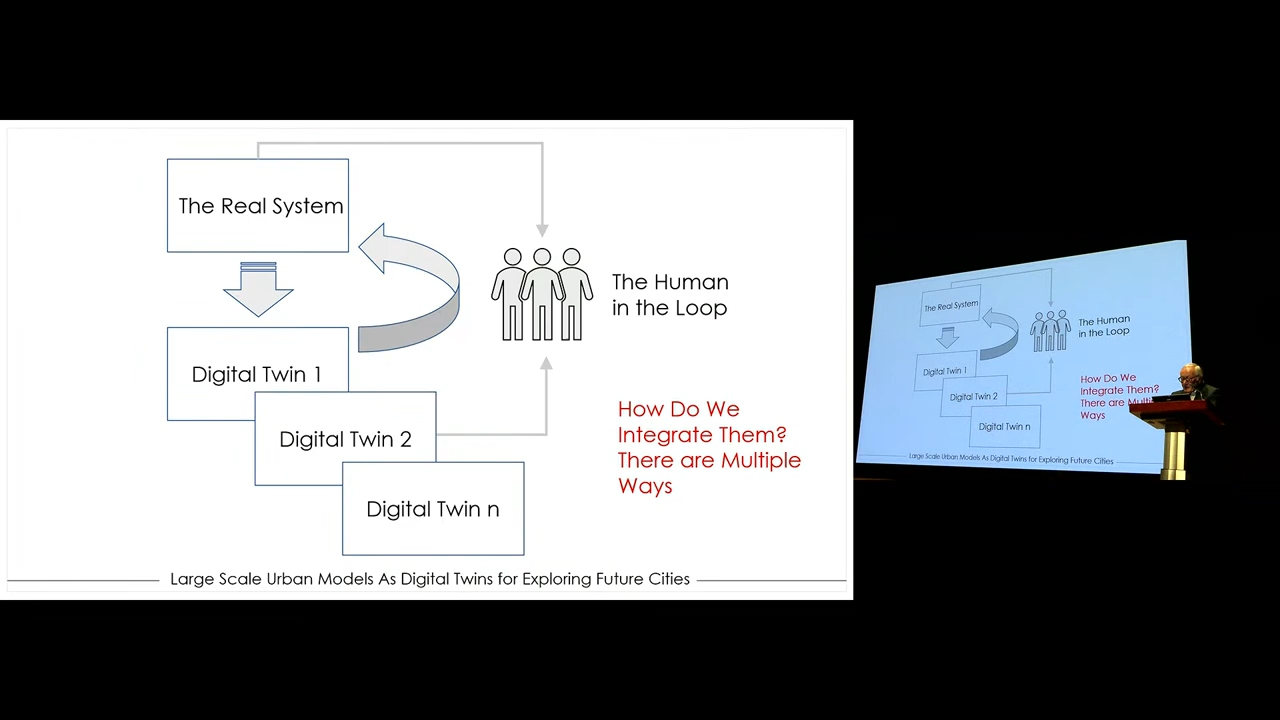 The Real System
The Human
in the Loop
Digital Twin 1
Digital Twin 2
Digital Twin n
How Do We
Integrate Them?
There are Multiple
Ways
Large Scale Urban Models As Digital Twins for Exploring Future Cities
The Real System
The Human
in the Loop
Digital Twin 1
Digital Twin 2
Digital Twin n
How Do We
Integrate Them?
There are Multi
Ways
Large Scale Urban Models As Digital Twins for Exploring Future Cities